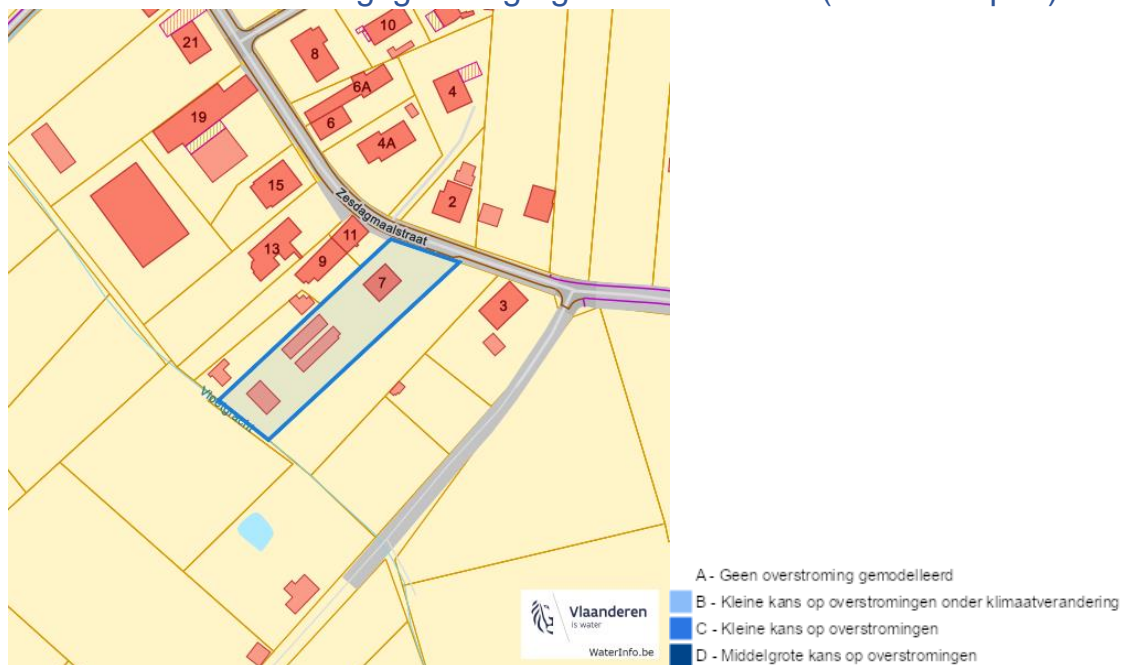 21
10
8
6A
4
19
6
4A
15
2
Zesdagmaalstraat
11
13
9
7
3
Vloetgracht
A - Geen overstroming gemodelleerd
B - Kleine kans op overstromingen onder klimaatverandering
C - Kleine kans op overstromingen
D - Middelgrote kans op overstromingen
Vlaanderen
is water
WaterInfo.be